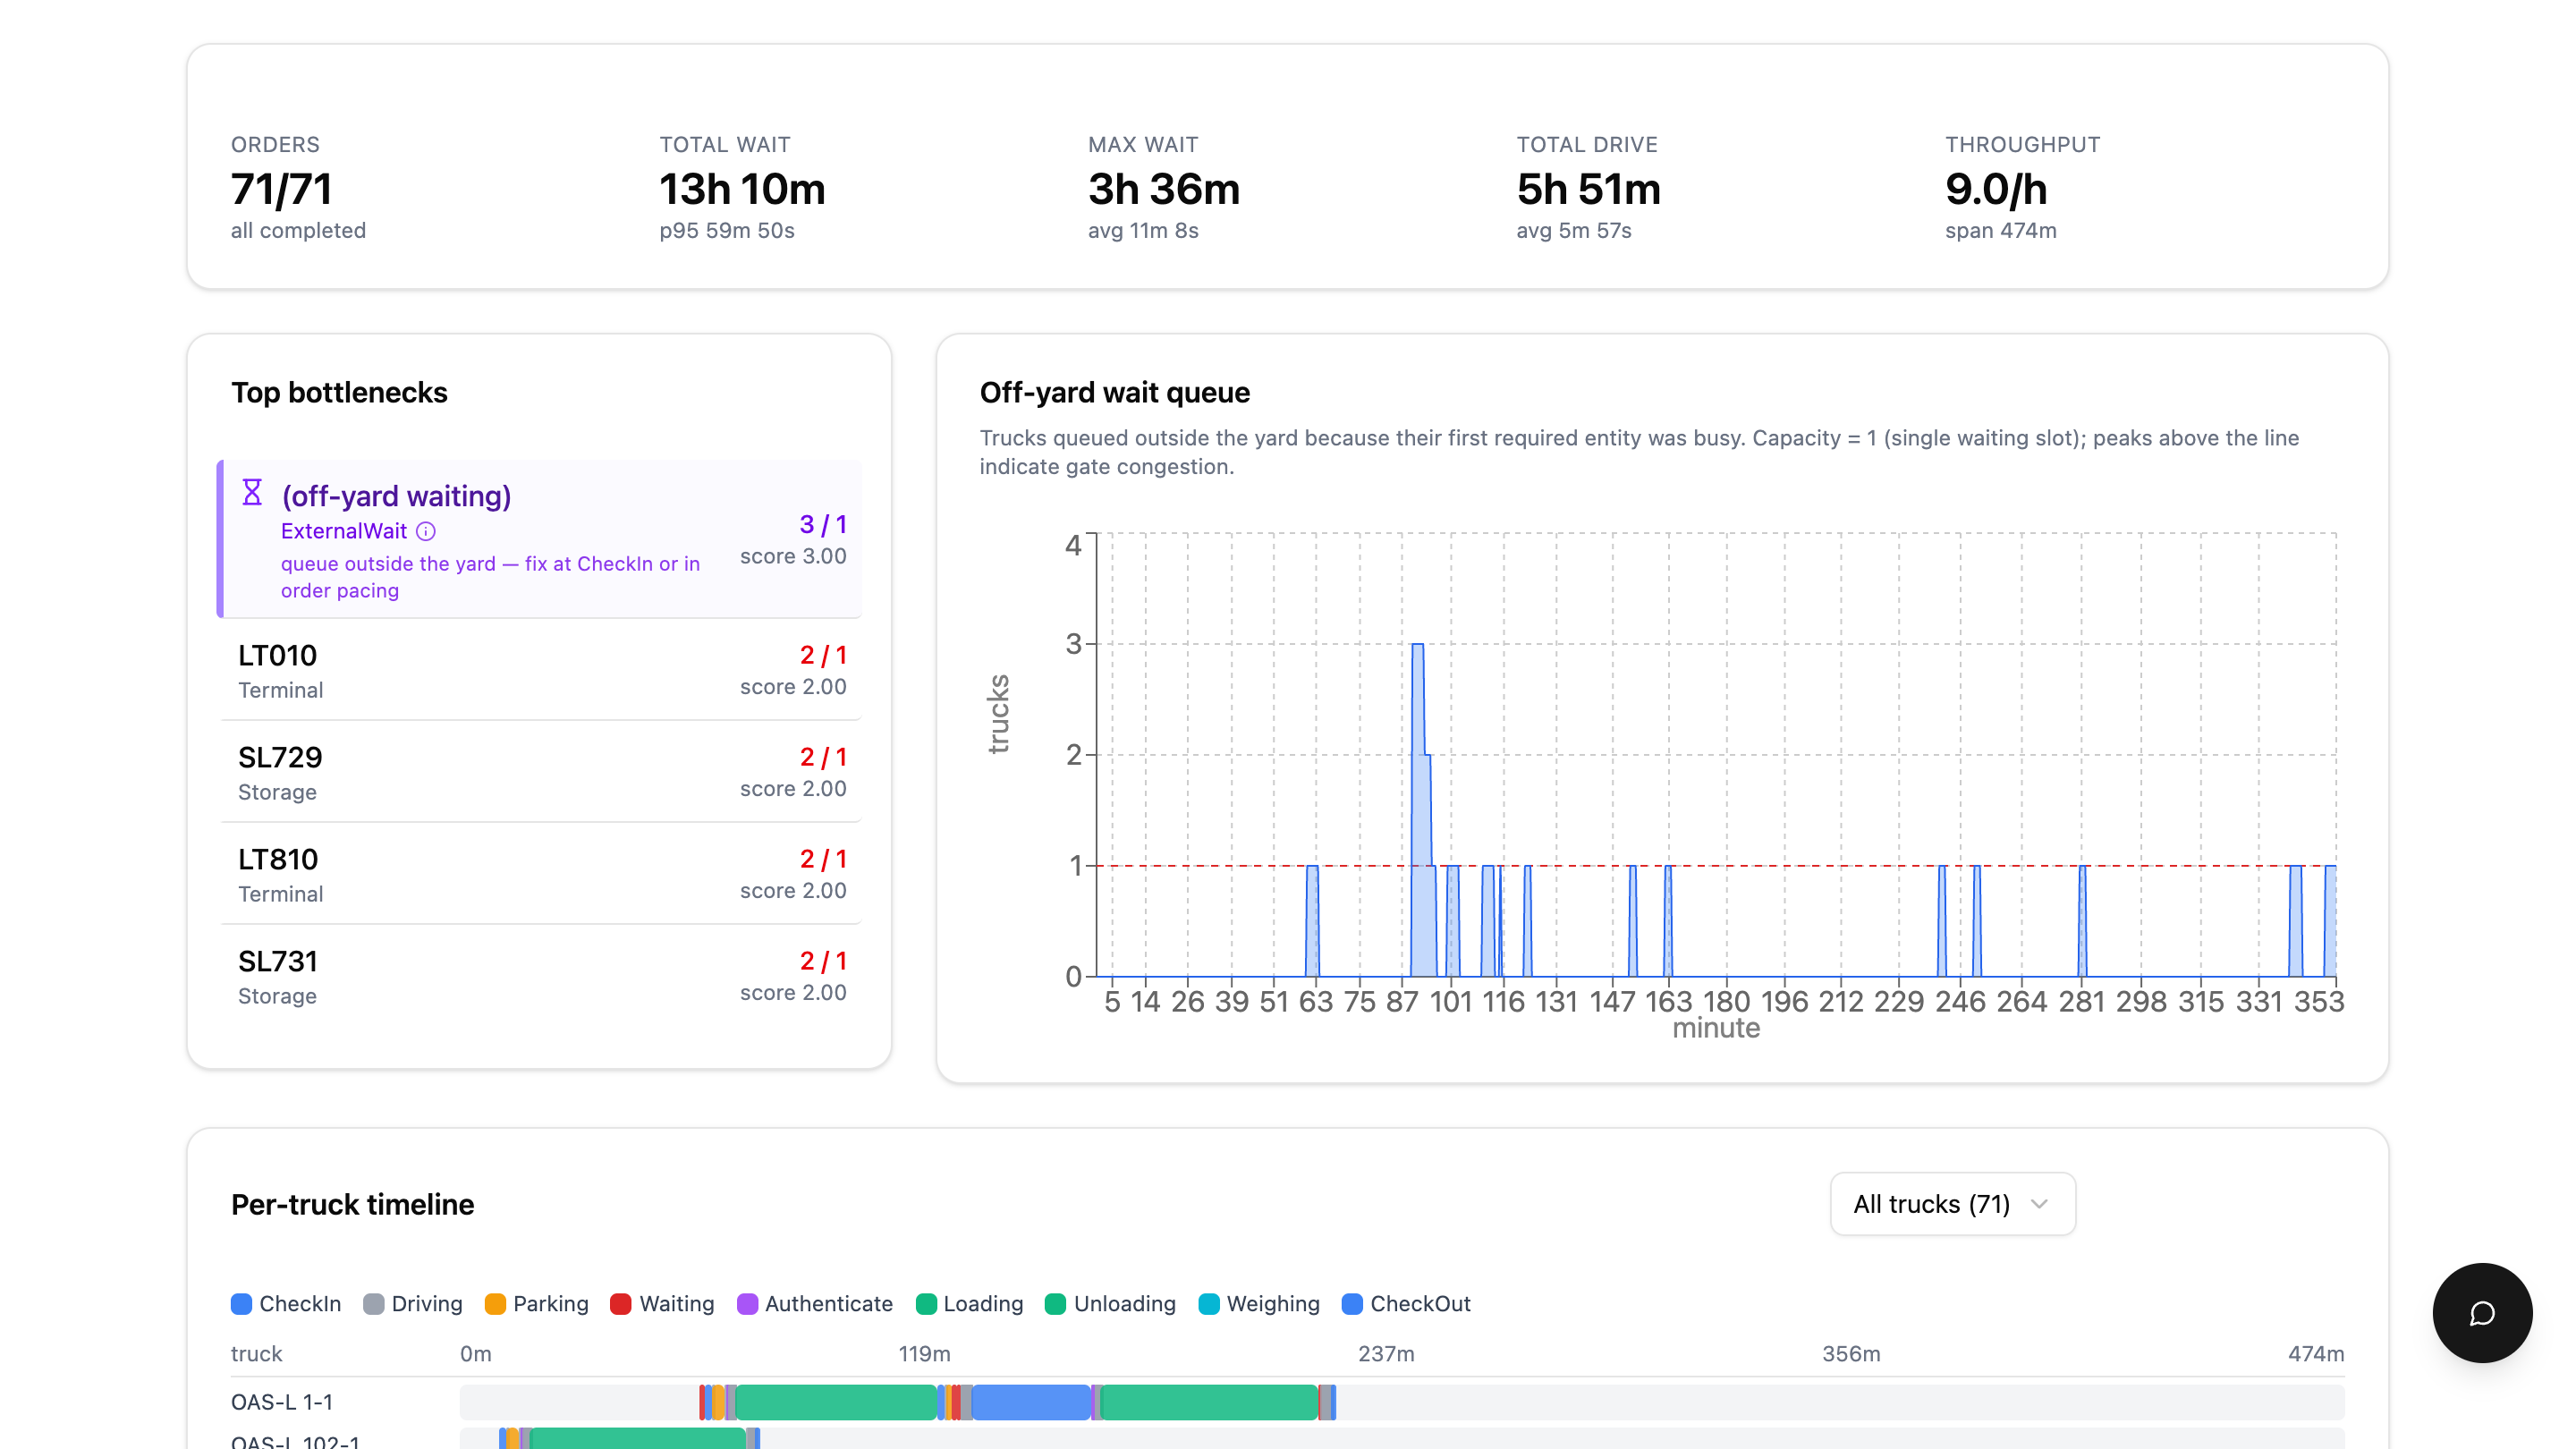 ORDERS
71/71
all completed
TOTAL WAIT
13h 10m
p95 59m 50s
MAX WAIT
3h 36m
avg 11m 8s
TOTAL DRIVE
5h 51m
avg 5m 57s
THROUGHPUT
9.0/h
span 474m
Top bottlenecks
(off-yard waiting)
ExternalWait
queue outside the yard — fix at CheckIn or in
order pacing
3 / 1
score 3.00
LT010
Terminal
2 / 1
score 2.00
SL729
Storage
2 / 1
score 2.00
LT810
Terminal
2 / 1
score 2.00
SL731
Storage
2 / 1
score 2.00
Off-yard wait queue
Trucks queued outside the yard because their first required entity was busy. Capacity = 1 (single waiting slot); peaks above the line
indicate gate congestion.
trucks
4
3
2
1
0
5 14 26 39 51 63 75 87 101 116 131 147 163 180 196 212 229 246 264 281 298 315 331 353
minute
Per-truck timeline
All trucks (71)
CheckIn Driving Parking Waiting Authenticate Loading Unloading Weighing CheckOut
truck 0m 119m 237m 356m 474m
OAS-L 1-1
OAS-L 102-1